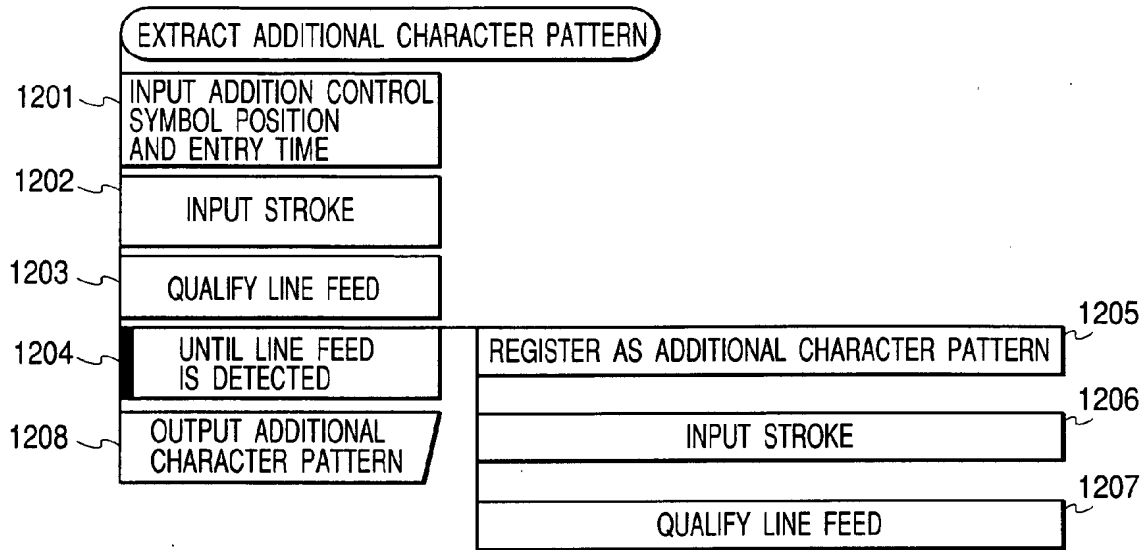 EXTRACT ADDITIONAL CHARACTER PATTERN
1201
INPUT ADDITION CONTROL
SYMBOL POSITION
AND ENTRY TIME
1202
INPUT STROKE
1203
QUALIFY LINE FEED
1204
UNTIL LINE FEED
IS DETECTED
1205
REGISTER AS ADDITIONAL CHARACTER PATTERN
1206
INPUT STROKE
1207
QUALIFY LINE FEED
1208
OUTPUT ADDITIONAL
CHARACTER PATTERN